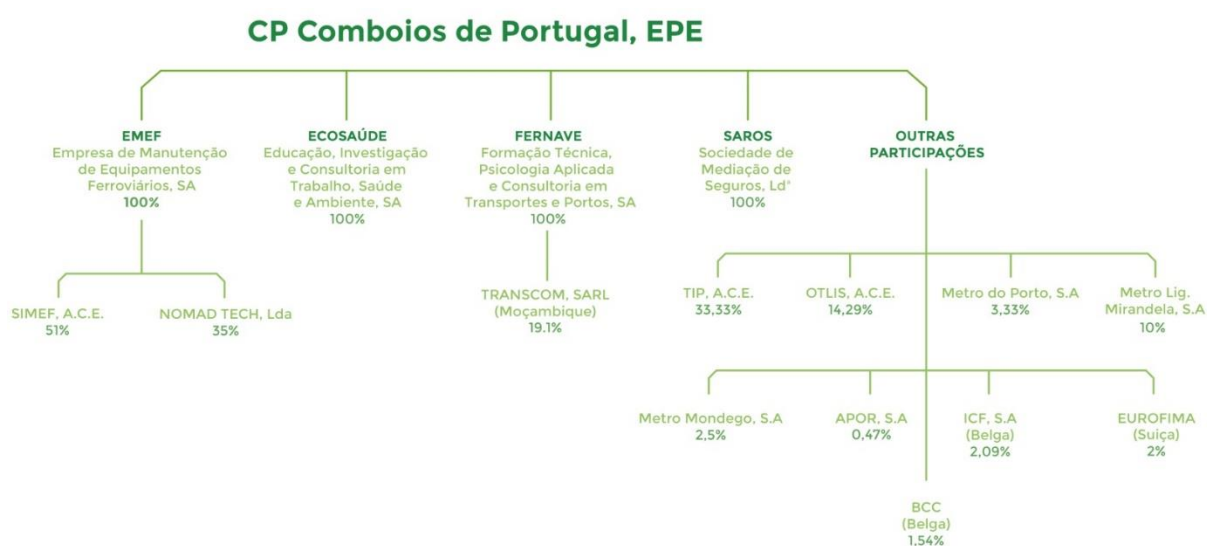 CP Comboios de Portugal, EPE
EMEF
Empresa de Manutenção
de Equipamentos
Ferroviários, SA
100%
ECOSAÚDE
Educação, Investigação
e Consultoria em
Trabalho, Saúde
e Ambiente, SA
100%
FERNAVE
Formação Técnica,
Psicologia Aplicada
e Consultoria em
Transportes e Portos, SA
100%
SAROS
Sociedade de
Mediação de
Seguros, Ldª
100%
OUTRAS
PARTICIPAÇÕES
SIMEF, A.C.E.
51%
NOMAD TECH, Lda
35%
TRANSCOM, SARL
(Moçambique)
19.1%
TIP, A.C.E.
33,33%
OTLIS, A.C.E.
14,29%
Metro do Porto, S.A
3,33%
Metro Lig.
Mirandela, S.A
10%
Metro Mondego, S.A
2,5%
APOR, S.A
0,47%
ICF, S.A
(Belga)
2,09%
EUROFIMA
(Suiça)
2%
BCC
(Belga)
1,54%